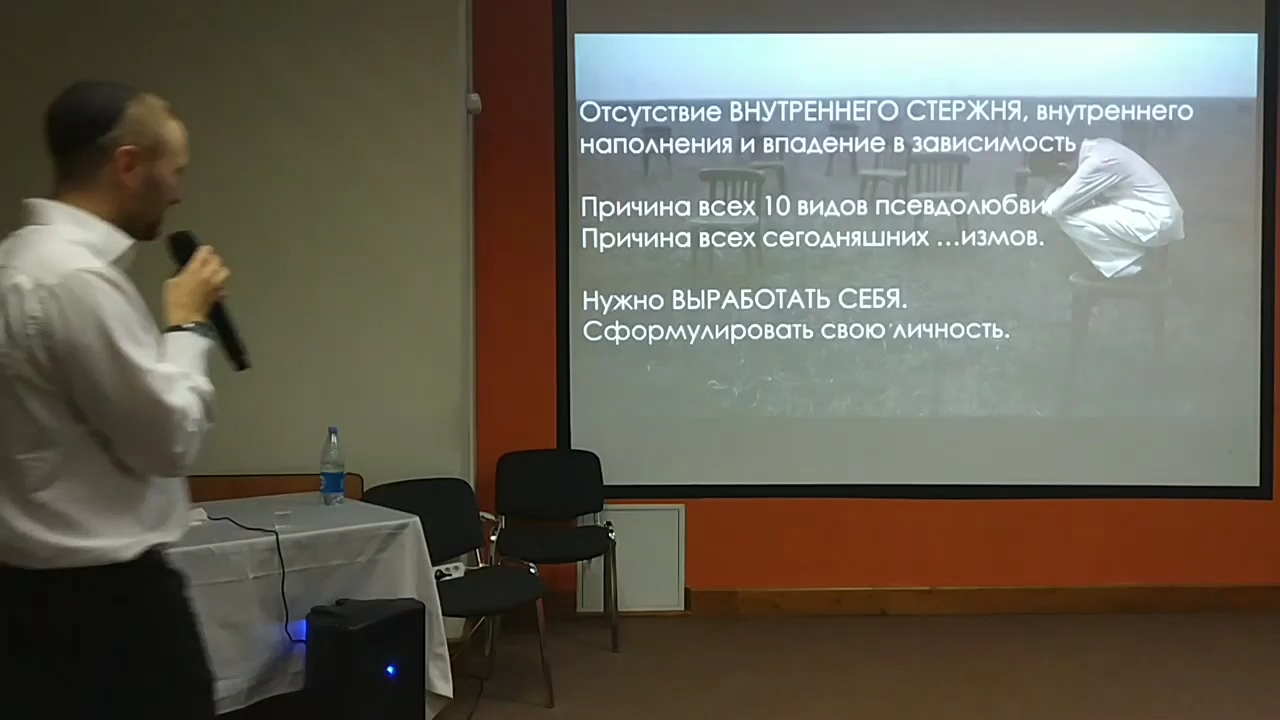 Отсутствие ВНУТРЕННЕГО СТЕРЖНЯ, внутреннего
наполнения и впадение в зависимость
Причина всех 10 видов псевдолюбви
Причина всех сегодняшних ...измов.
Нужно ВЫРАБОТАТЬ СЕБЯ.
Сформулировать свою личность.